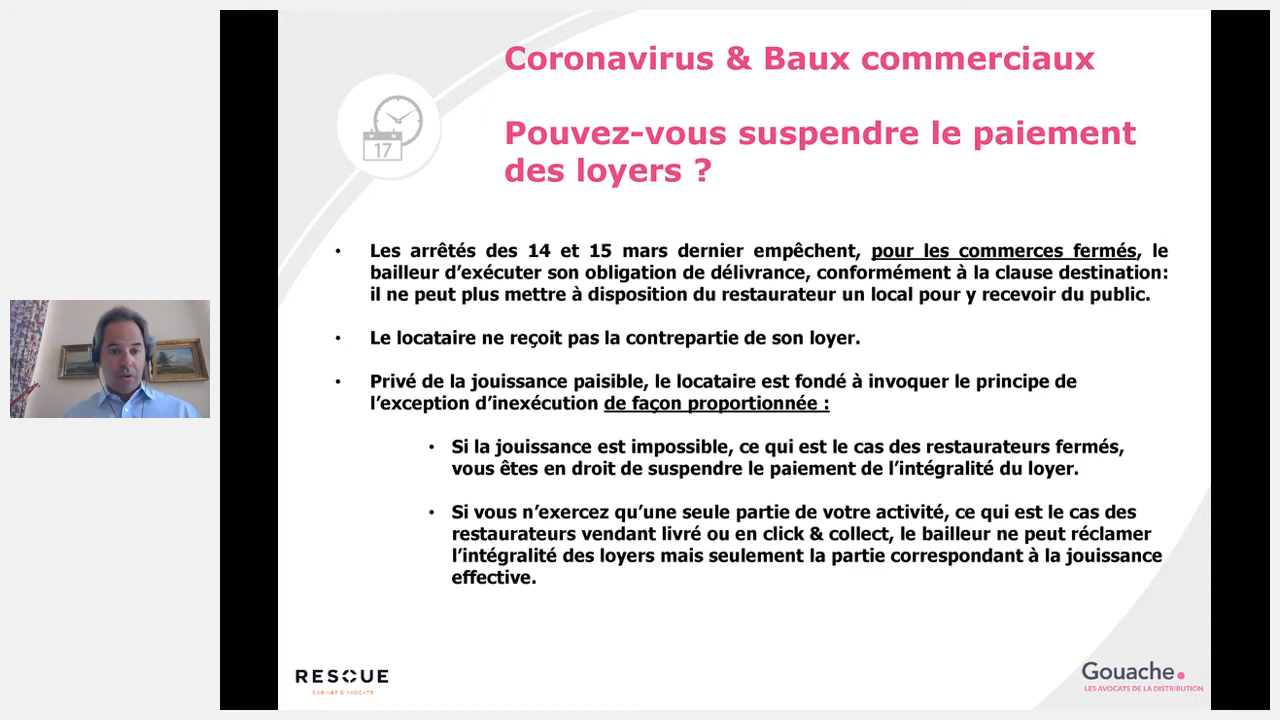 Coronavirus & Baux commerciaux
Pouvez-vous suspendre le paiement
des loyers ?
17
• Les arrêtés des 14 et 15 mars dernier empêchent, pour les commerces fermés, le
bailleur d’exécuter son obligation de délivrance, conformément à la clause destination:
il ne peut plus mettre à disposition du restaurateur un local pour y recevoir du public.
• Le locataire ne reçoit pas la contrepartie de son loyer.
• Privé de la jouissance paisible, le locataire est fondé à invoquer le principe de
l’exception d’inexécution de façon proportionnée :
• Si la jouissance est impossible, ce qui est le cas des restaurateurs fermés,
vous êtes en droit de suspendre le paiement de l’intégralité du loyer.
• Si vous n’exercez qu’une seule partie de votre activité, ce qui est le cas des
restaurateurs vendant livré ou en click & collect, le bailleur ne peut réclamer
l’intégralité des loyers mais seulement la partie correspondant à la jouissance
effective.
RESCUE
CABINET D'AVOCATS
Gouache.
LES AVOCATS DE LA DISTRIBUTION